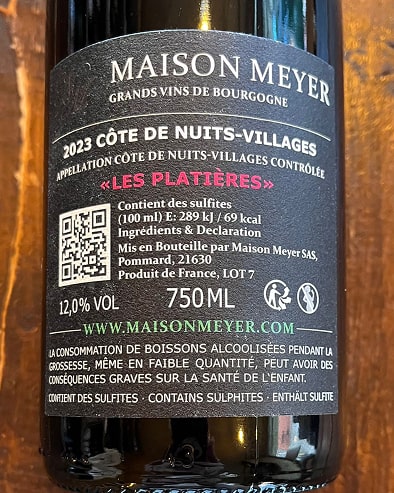 MAISON MEYER
GRANDS VINS DE BOURGOGNE
2023 CÔTE DE NUITS-VILLAGES
APPELLATION CÔTE DE NUITS-VILLAGES CONTRÔLÉE
«LES PLATIÈRES»
Contient des sulfites
(100 ml) E: 289 kJ / 69 kcal
Ingrédients & Declaration
Mis en Bouteille par Maison Meyer SAS,
Pommard, 21630
Produit de France, LOT 7
12,0% VOL 750 ML
WWW.MAISONMEYER.COM
LA CONSOMMATION DE BOISSONS ALCOOLISÉES PENDANT LA
GROSSESSE, MÊME EN FAIBLE QUANTITÉ, PEUT AVOIR DES
CONSÉQUENCES GRAVES SUR LA SANTÉ DE L'ENFANT.
CONTIENT DES SULFITES · CONTAINS SULPHITES · ENTHÄLT SULFITE